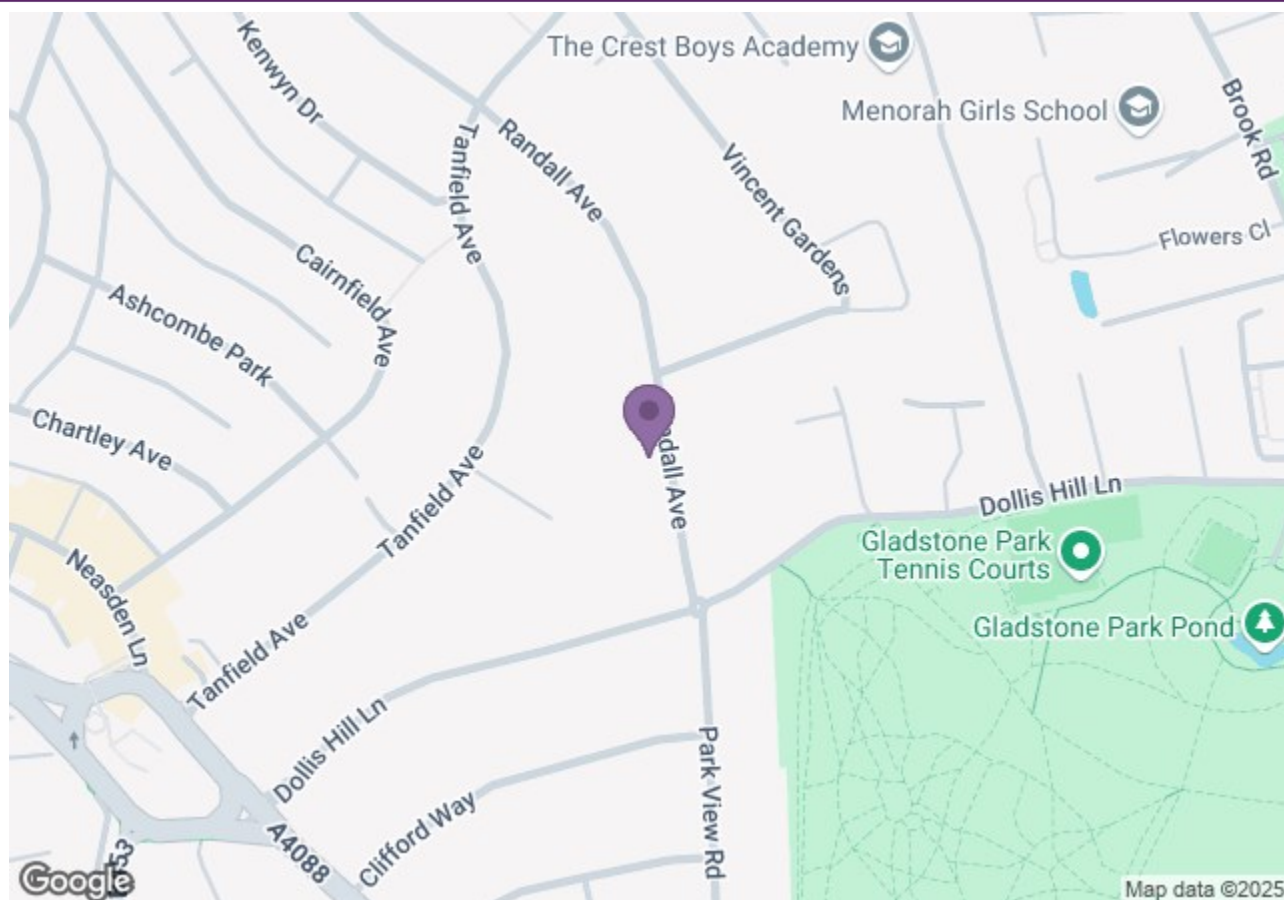 The Crest Boys Academy
Menorah Girls School
Kenwyn Dr
Brook Rd
Randall Ave
Tanfield Ave
Vincent Gardens
Flowers Cl
Cairnfield Ave
Ashcombe Park
Chartley Ave
dall Ave
Dollis Hill Ln
Tanfield Ave
Gladstone Park
Tennis Courts
Neasden Ln
Gladstone Park Pond
Tanfield Ave
Dollis Hill Ln
Park View Rd
Clifford Way
A4088
Google
Map data ©2025